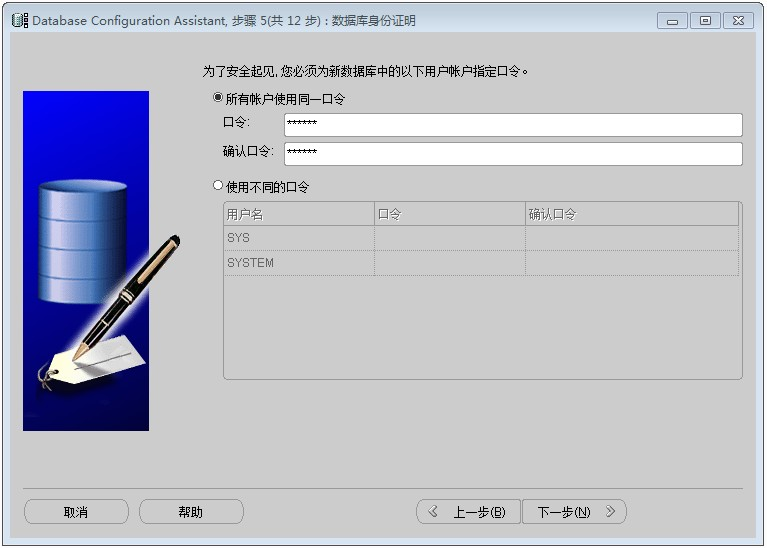 Database Configuration Assistant, 步骤 5(共 12 步) : 数据库身份证明
为了安全起见, 您必须为新数据库中的以下用户帐户指定口令。
所有帐户使用同一口令
口令: ******
确认口令: ******
使用不同的口令
用户名 口令 确认口令
SYS
SYSTEM
取消 帮助 上一步(B) 下一步(N)